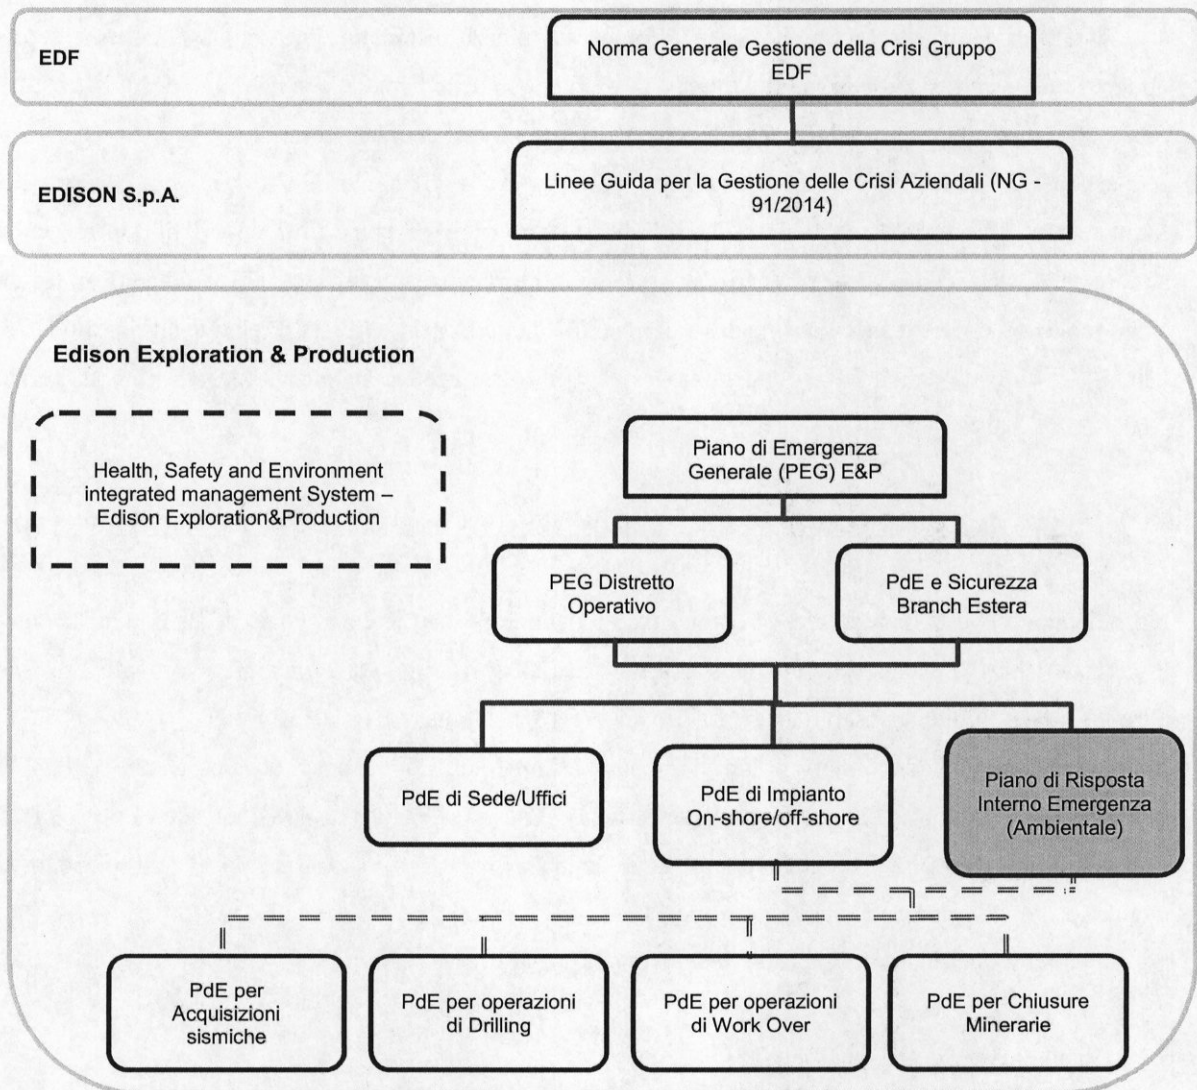 EDF
Norma Generale Gestione della Crisi Gruppo
EDF
EDISON S.p.A.
Linee Guida per la Gestione delle Crisi Aziendali (NG -
91/2014)
Edison Exploration & Production
Health, Safety and Environment
integrated management System –
Edison Exploration&Production
Piano di Emergenza
Generale (PEG) E&P
PEG Distretto
Operativo
PdE e Sicurezza
Branch Estera
PdE di Sede/Uffici
PdE di Impianto
On-shore/off-shore
Piano di Risposta
Interno Emergenza
(Ambientale)
PdE per
Acquisizioni
sismiche
PdE per operazioni
di Drilling
PdE per operazioni
di Work Over
PdE per Chiusure
Minerarie